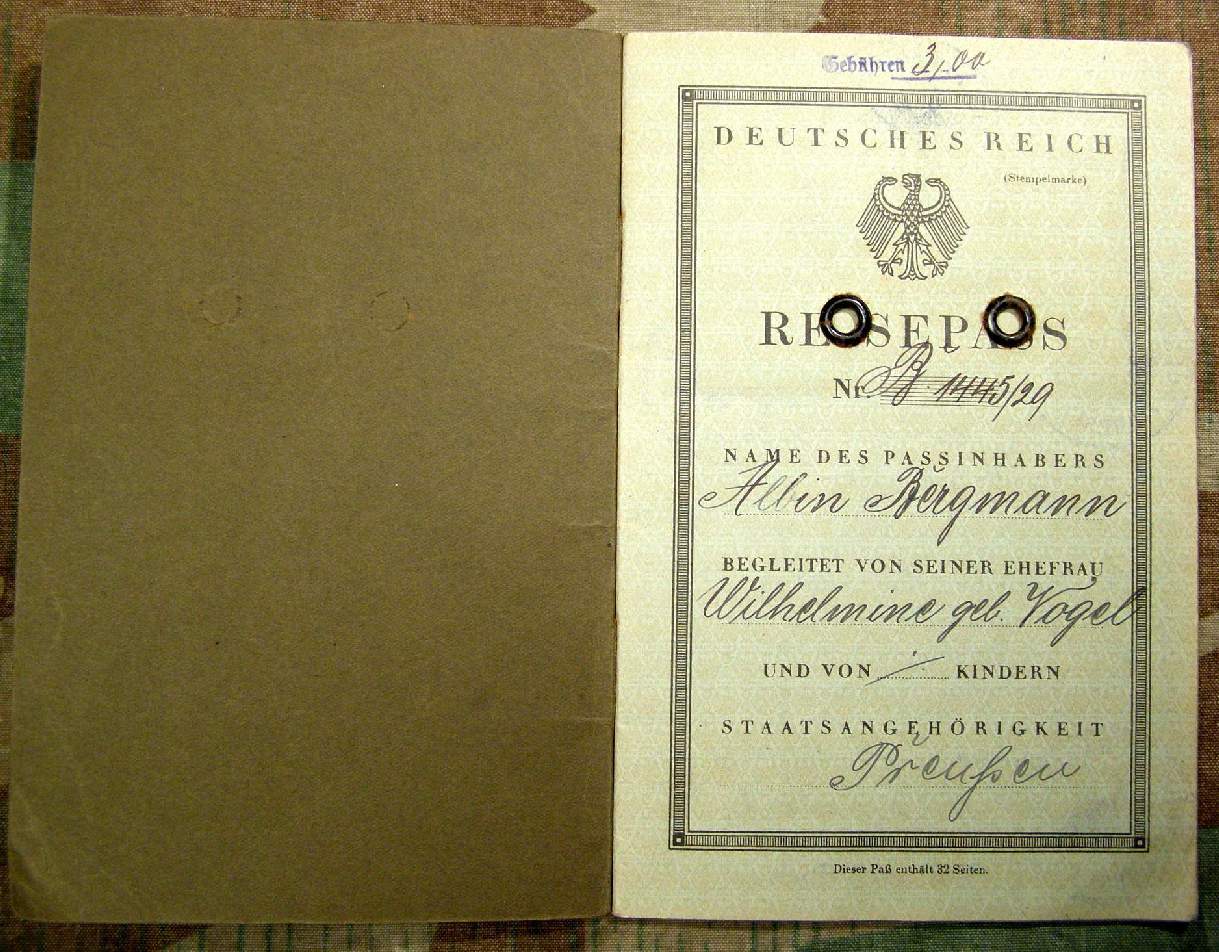 Gebühren 3,00
DEUTSCHES REICH
(Stempelmarke)
REISEPASS
Nr. B. 1445/29
NAME DES PASSINHABERS
Albin Bergmann
BEGLEITET VON SEINER EHEFRAU
Wilhelmine geb. Vogel
UND VON KINDERN
STAATSANGEHÖRIGKEIT
Preußen
Dieser Paß enthält 32 Seiten.